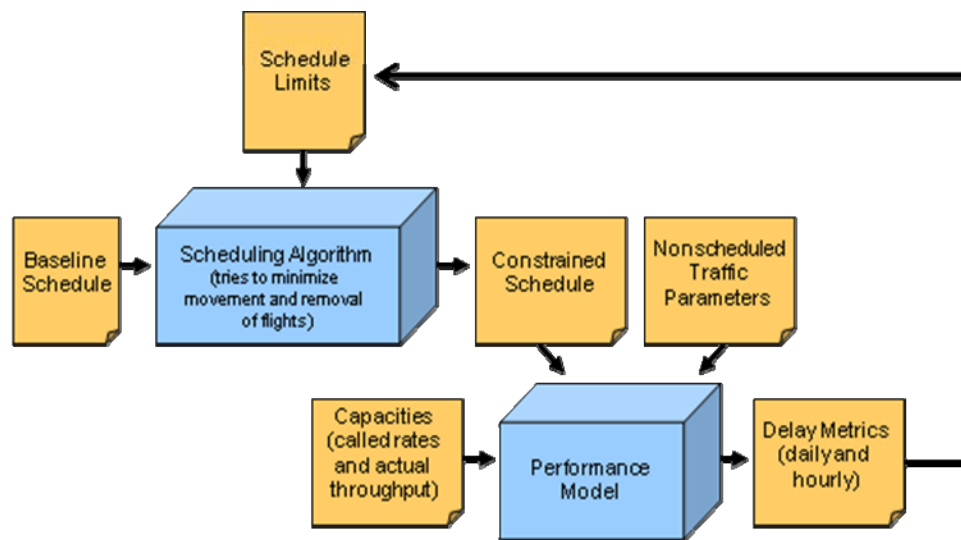 Schedule
Limits
Baseline
Schedule
Scheduling Algorithm
(tries to minimize
movement and removal
of flights)
Constrained
Schedule
Nonscheduled
Traffic
Parameters
Capacities
(called rates
and actual
throughput)
Performance
Model
Delay Metrics
(daily and
hourly)